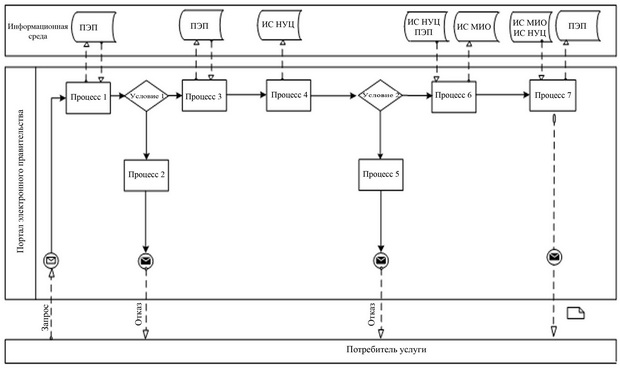 Информационная
среда
ПЭП
ПЭП
ИС НУЦ
ИС НУЦ
ПЭП
ИС МИО
ИС МИО
ИС НУЦ
ПЭП
Портал электронного правительства
Процесс 1
Условие 1
Процесс 3
Процесс 4
Условие 2
Процесс 6
Процесс 7
Процесс 2
Процесс 5
Запрос
Отказ
Отказ
Потребитель услуги